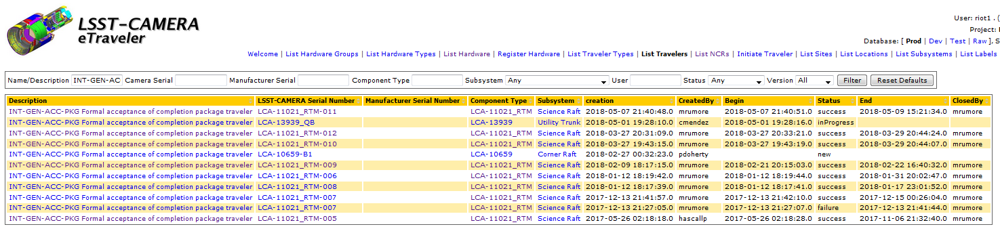 LSST-CAMERA
eTraveler
User: riot1 . (
Project:
Database: [ Prod | Dev | Test | Raw ], S
Welcome | List Hardware Groups | List Hardware Types | List Hardware | Register Hardware | List Traveler Types | List Travelers | List NCRs | Initiate Traveler | List Sites | List Locations | List Subsystems | List Labels
Name/Description INT-GEN-AC Camera Serial Manufacturer Serial Component Type Subsystem Any User Status Any Version All Filter Reset Defaults
Description LSST-CAMERA Serial Number Manufacturer Serial Number Component Type Subsystem creation CreatedBy Begin Status End ClosedBy
INT-GEN-ACC-PKG Formal acceptance of completion package traveler LCA-11021_RTM-011 LCA-11021_RTM Science Raft 2018-05-07 21:40:48.0 mrumore 2018-05-07 21:40:51.0 success 2018-05-09 15:21:34.0 mrumore
INT-GEN-ACC-PKG Formal acceptance of completion package traveler LCA-13939_QB LCA-13939 Utility Trunk 2018-05-01 19:28:10.0 cmendez 2018-05-01 19:28:16.0 inProgress
INT-GEN-ACC-PKG Formal acceptance of completion package traveler LCA-11021_RTM-012 LCA-11021_RTM Science Raft 2018-03-27 20:31:09.0 mrumore 2018-03-27 20:33:21.0 success 2018-03-29 20:44:24.0 mrumore
INT-GEN-ACC-PKG Formal acceptance of completion package traveler LCA-11021_RTM-010 LCA-11021_RTM Science Raft 2018-03-27 19:43:15.0 mrumore 2018-03-27 19:43:19.0 success 2018-03-29 20:44:07.0 mrumore
INT-GEN-ACC-PKG Formal acceptance of completion package traveler LCA-10659-B1 LCA-10659 Corner Raft 2018-02-27 00:32:23.0 pdoherty new
INT-GEN-ACC-PKG Formal acceptance of completion package traveler LCA-11021_RTM-009 LCA-11021_RTM Science Raft 2018-02-09 18:17:15.0 mrumore 2018-02-21 20:15:03.0 success 2018-02-22 16:40:32.0 mrumore
INT-GEN-ACC-PKG Formal acceptance of completion package traveler LCA-11021_RTM-006 LCA-11021_RTM Science Raft 2018-01-12 18:19:42.0 mrumore 2018-01-12 18:19:44.0 success 2018-01-31 20:02:47.0 mrumore
INT-GEN-ACC-PKG Formal acceptance of completion package traveler LCA-11021_RTM-008 LCA-11021_RTM Science Raft 2018-01-12 18:17:39.0 mrumore 2018-01-12 18:17:41.0 success 2018-01-17 23:01:52.0 mrumore
INT-GEN-ACC-PKG Formal acceptance of completion package traveler LCA-11021_RTM-007 LCA-11021_RTM Science Raft 2017-12-13 21:41:57.0 mrumore 2017-12-13 21:42:10.0 success 2017-12-15 00:26:04.0 mrumore
INT-GEN-ACC-PKG Formal acceptance of completion package traveler LCA-11021_RTM-007 LCA-11021_RTM Science Raft 2017-12-13 21:27:05.0 mrumore 2017-12-13 21:27:07.0 failure 2017-12-13 21:41:44.0 mrumore
INT-GEN-ACC-PKG Formal acceptance of completion package traveler LCA-11021_RTM-005 LCA-11021_RTM Science Raft 2017-05-26 02:18:18.0 hascallp 2017-05-26 02:18:28.0 success 2017-11-06 21:32:40.0 mrumore